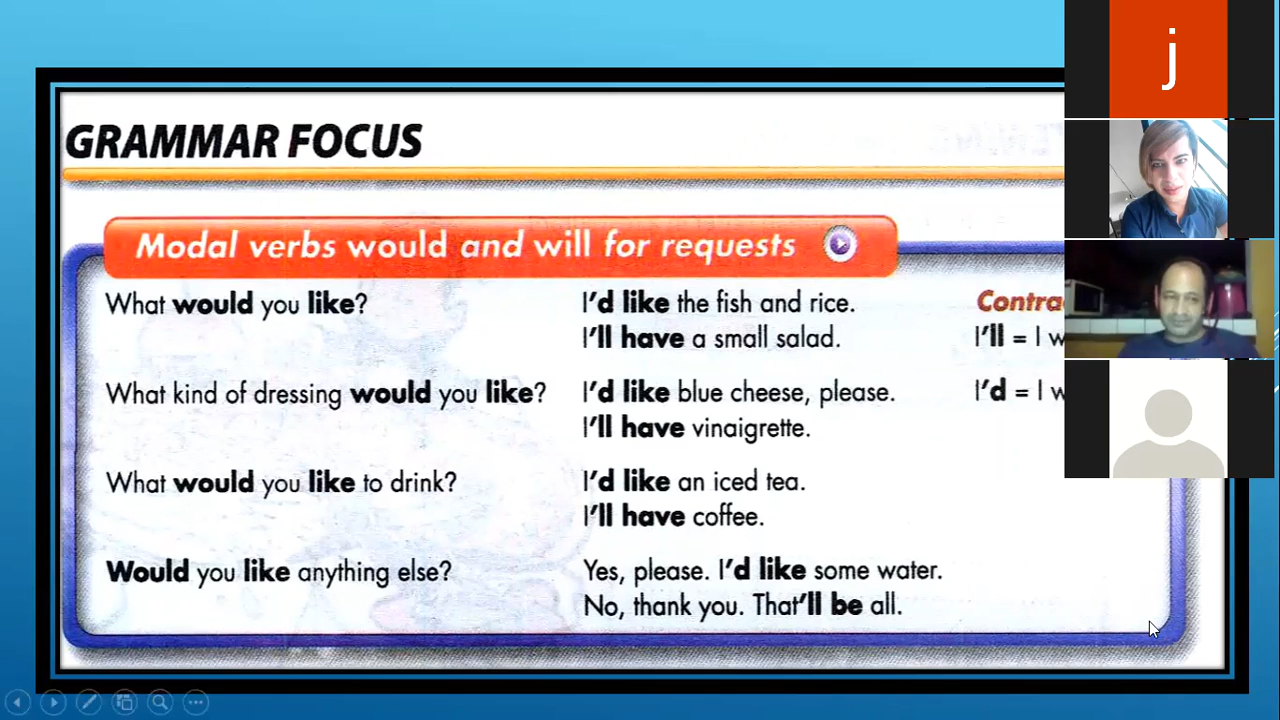 GRAMMAR FOCUS
Modal verbs would and will for requests
What would you like?
I'd like the fish and rice.
I'll have a small salad.
What kind of dressing would you like?
I'd like blue cheese, please.
I'll have vinaigrette.
What would you like to drink?
I'd like an iced tea.
I'll have coffee.
Would you like anything else?
Yes, please. I'd like some water.
No, thank you. That'll be all.
I'll = I
I'd = I
j